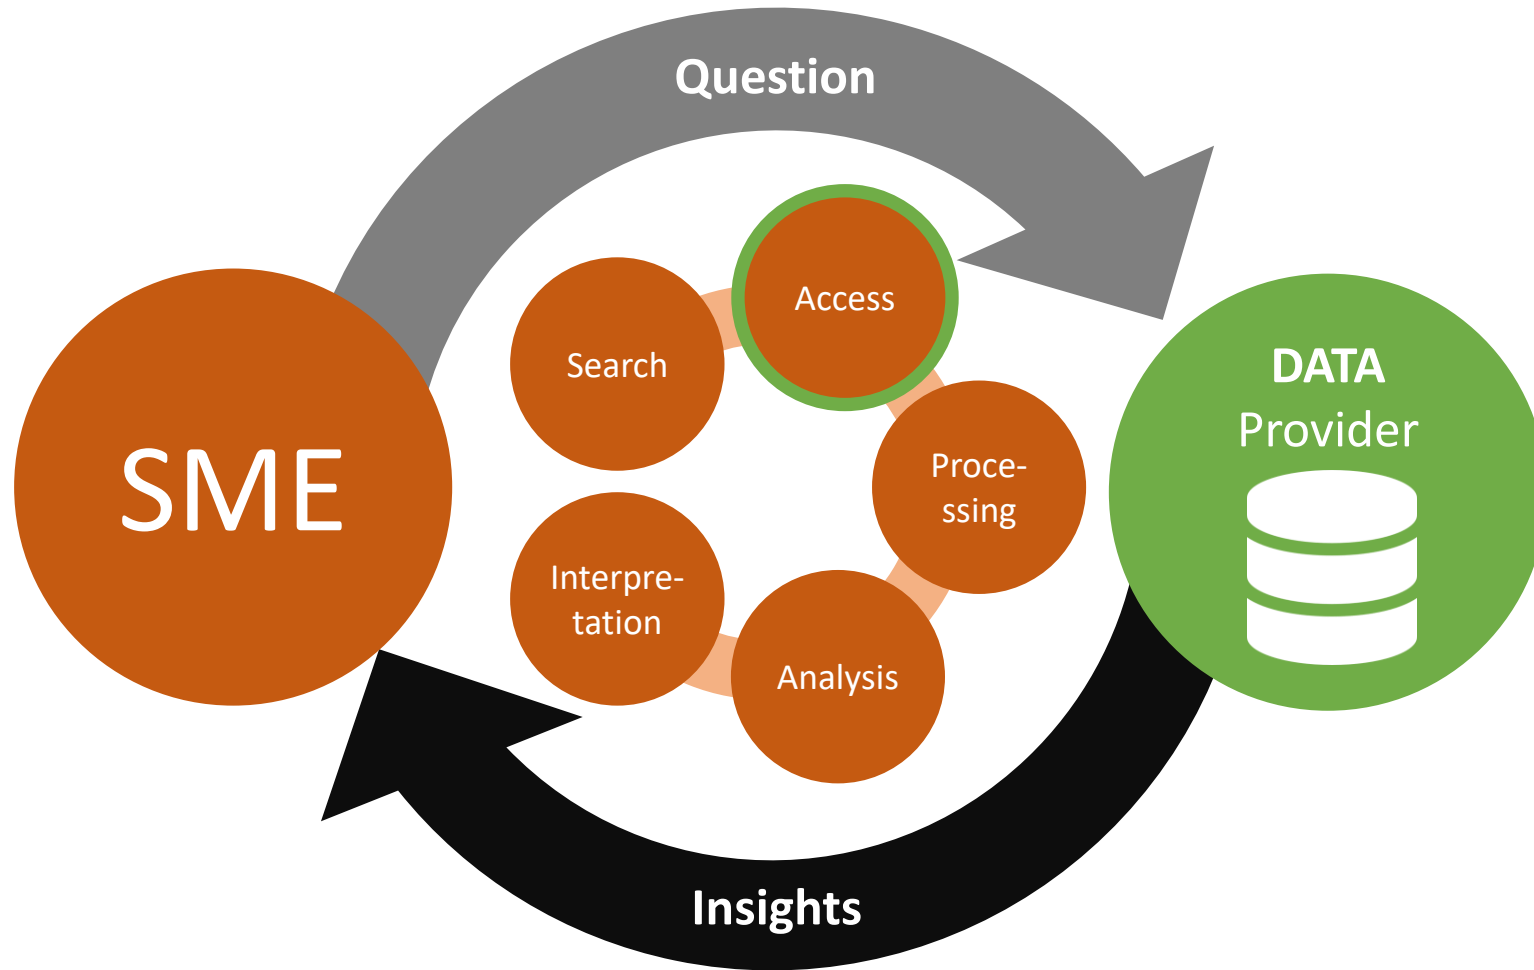 Question
Access
Search
DATA
Provider
SME
Proce-
ssing
Interpre-
tation
Analysis
Insights